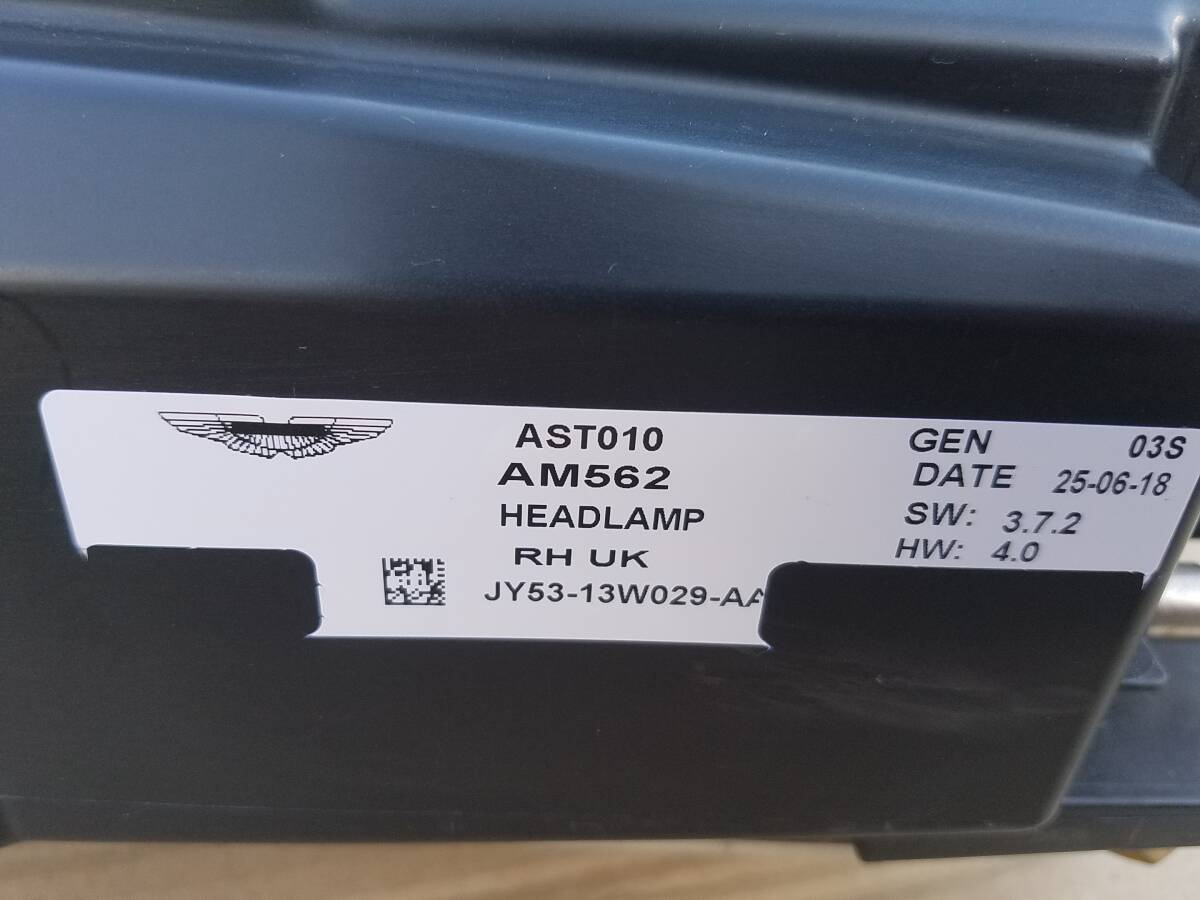 AST010
AM562
HEADLAMP
RH UK
JY53-13W029-AA
GEN 03S
DATE 25-06-18
SW: 3.7.2
HW: 4.0